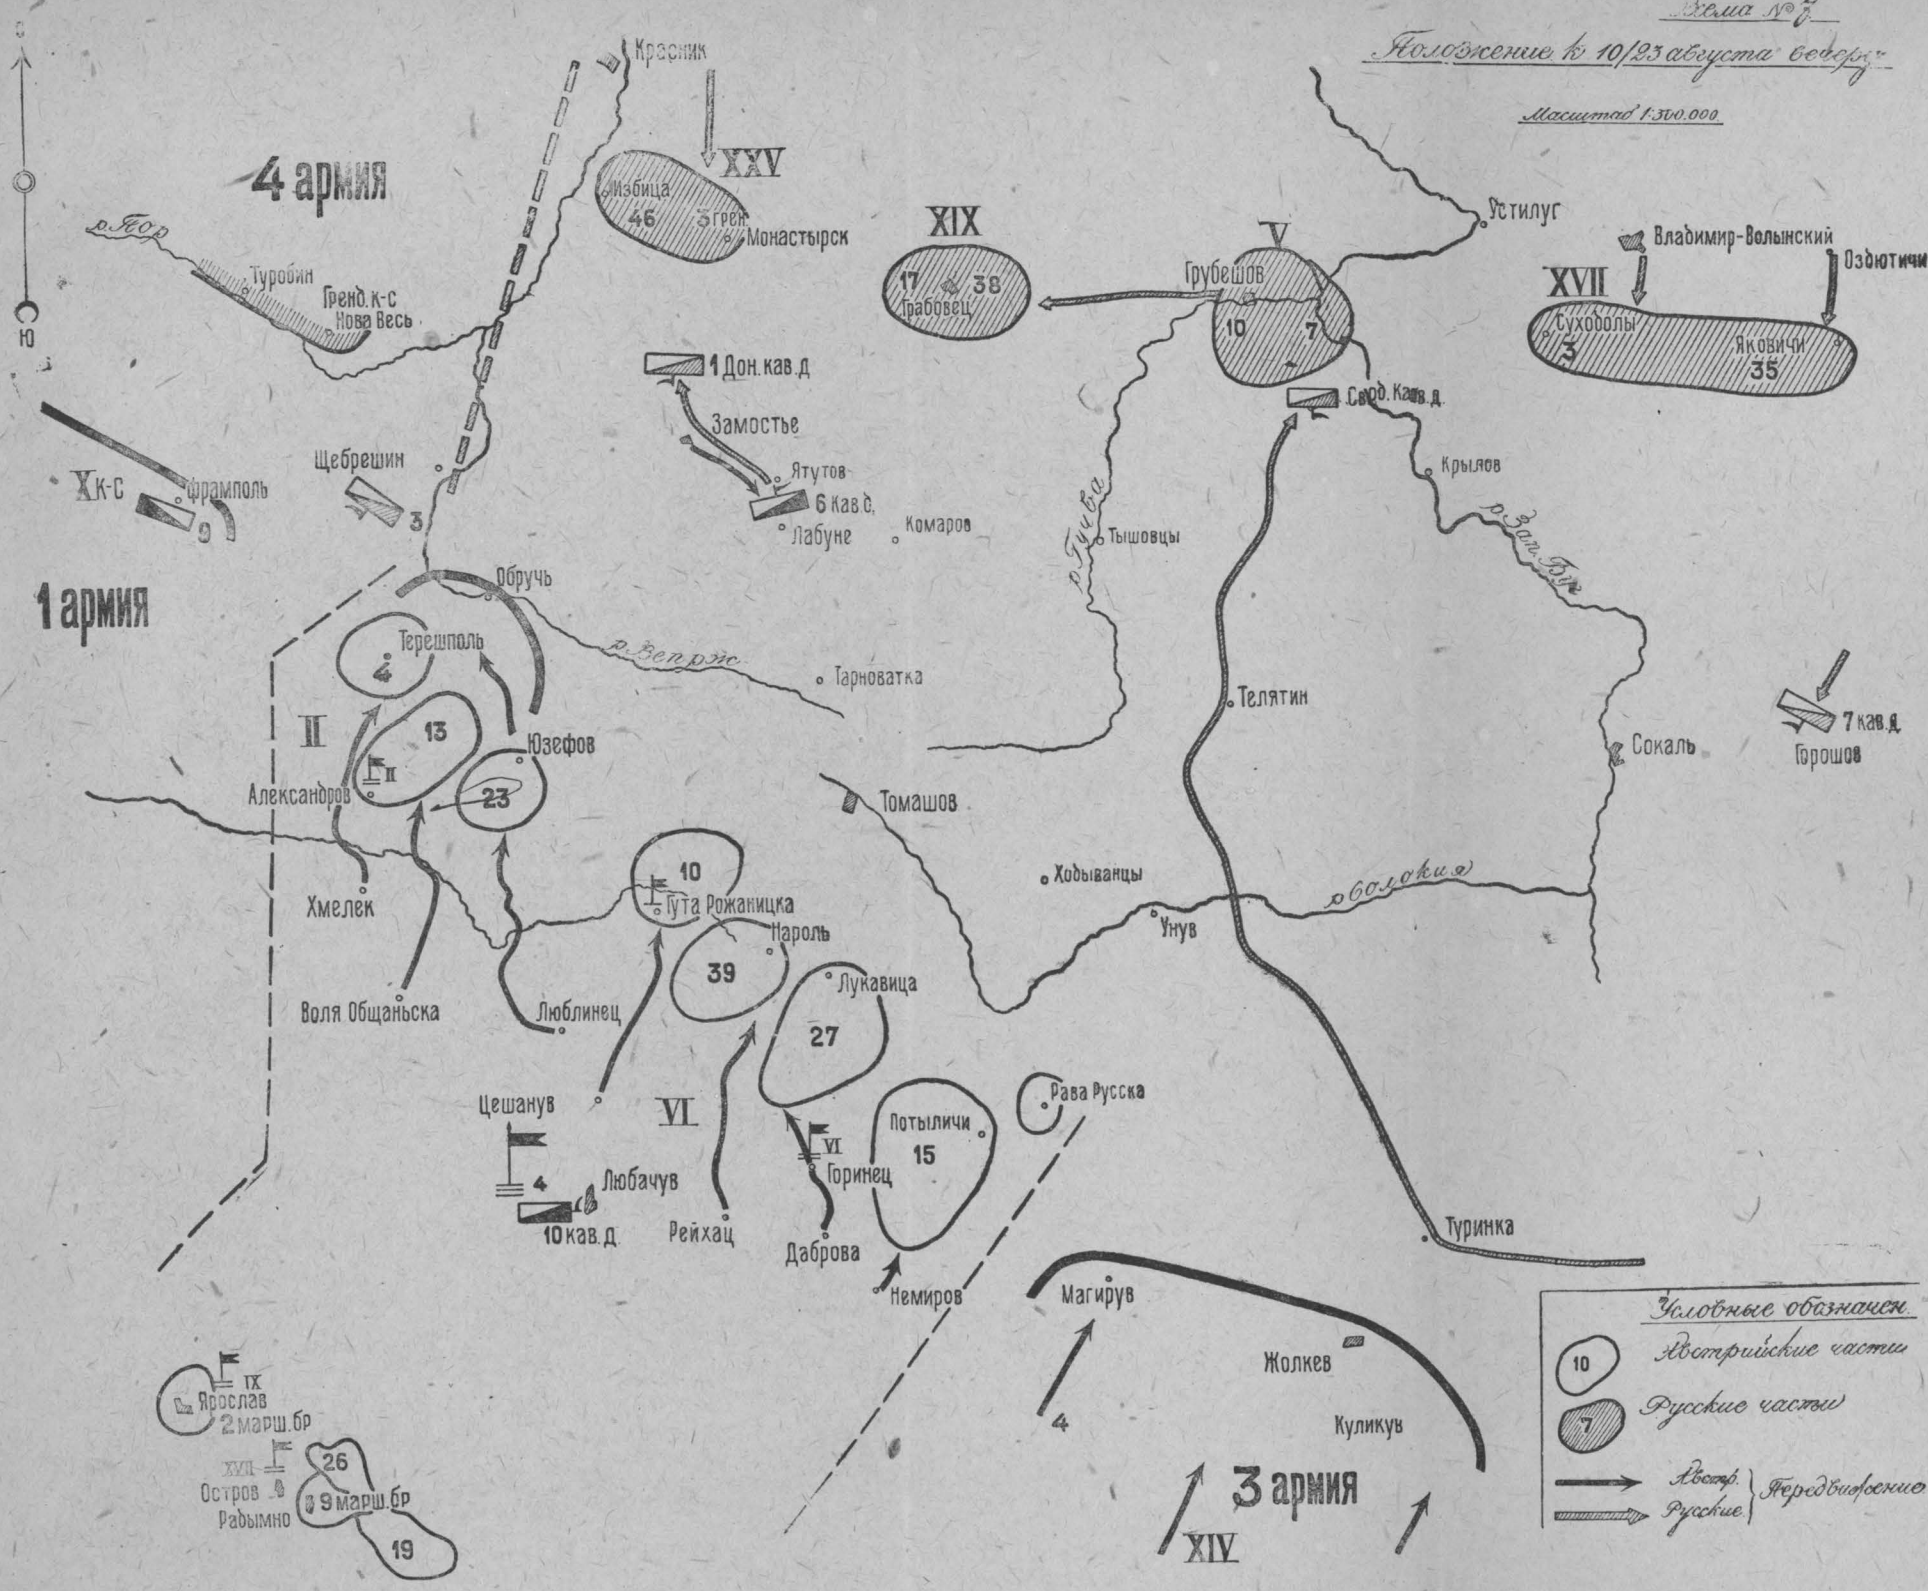 Схема №
Положение к 10/23 августа вечеру
Масштаб 1:300.000
Красник
4 армия
XXV
Избица
46
3 грен
Монастырск
р. Пор
Туробин
Гренд. к-с
Нова Весь
XIX
17
38
Грабовец
V
Грубешов
10
7
Устилуг
Владимир-Волынский
Оздютичи
XVII
Суходолы
3
Яковичи
35
Ю
1 Дон. кав. д
Замостье
Свод. Кав. д.
Щебрешин
3
X к-с
Фрамполь
9
Ятутов
6 кав. д,
Лабуне
Комаров
Крылов
р. Гучва
Тышовцы
р. Зап. Буг
1 армия
Обручь
Терешполь
4
р. Вепрж
Тарноватка
Телятин
7 кав. д.
Горошов
Сокаль
II
13
II
Юзефов
23
Александров
Томашов
Хмелек
10
Гута Рожаницка
Ходыванцы
р Солокия
Унув
Нароль
39
Лукавица
27
Воля Общаньска
Люблинец
Цешанув
VI
4
Любачув
10 кав. д.
Рейхац
VI
Горинец
Даброва
Потыличи
15
Рава Русска
Немиров
Туринка
Магирув
4
Жолкев
Куликув
3 армия
XIV
IX
Ярослав
2 марш. бр
XVII
26
Остров
9 марш. бр
Радымно
19
Условные обозначен.
10
Австрийские части
7
Русские части
Австр.
Русские
Передвижение